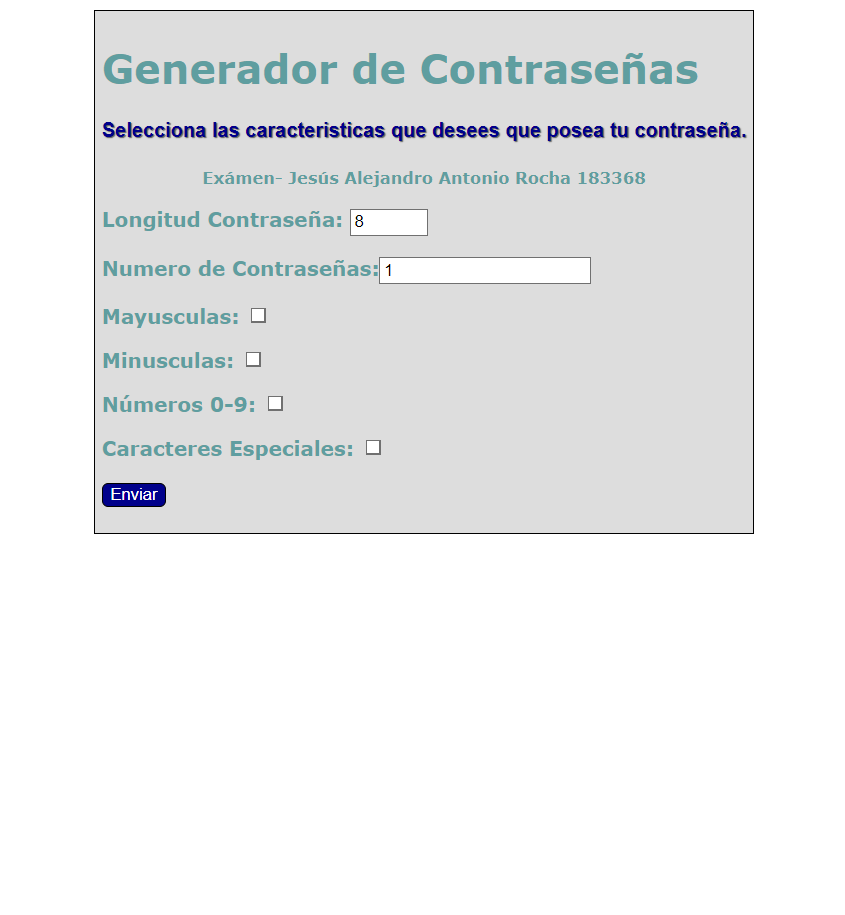 Generador de Contraseñas
Selecciona las caracteristicas que desees que posea tu contraseña.
Exámen- Jesús Alejandro Antonio Rocha 183368
Longitud Contraseña: 8
Numero de Contraseñas: 1
Mayusculas:
Minusculas:
Números 0-9:
Caracteres Especiales:
Enviar